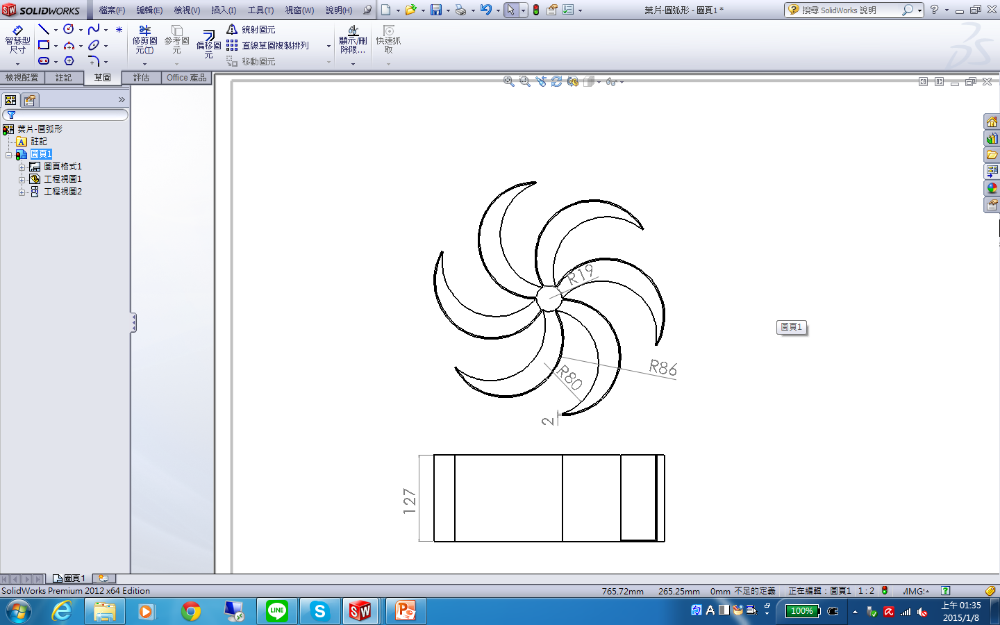 SW SOLIDWORKS 檔案(F) 編輯(E) 檢視(V) 插入(I) 工具(T) 視窗(W) 說明(H) 葉片-圓弧形 - 圖頁1 * 搜尋 SolidWorks 說明
智慧型尺寸
修剪圖元(T)
參考圖元
偏移圖元
鏡射圖元
直線草圖複製排列
移動圖元
顯示/刪除限...
快速抓取
檢視配置 註記 草圖 評估 Office 產品
葉片-圓弧形
A 註記
圖頁1
圖頁格式1
工程視圖1
工程視圖2
R19
圖頁1
R86
R80
2
127
圖頁1
SolidWorks Premium 2012 x64 Edition 765.72mm 265.25mm 0mm 不足的定義 正在編輯：圖頁1 1 : 2
LINE
100%
上午 01:35
2015/1/8